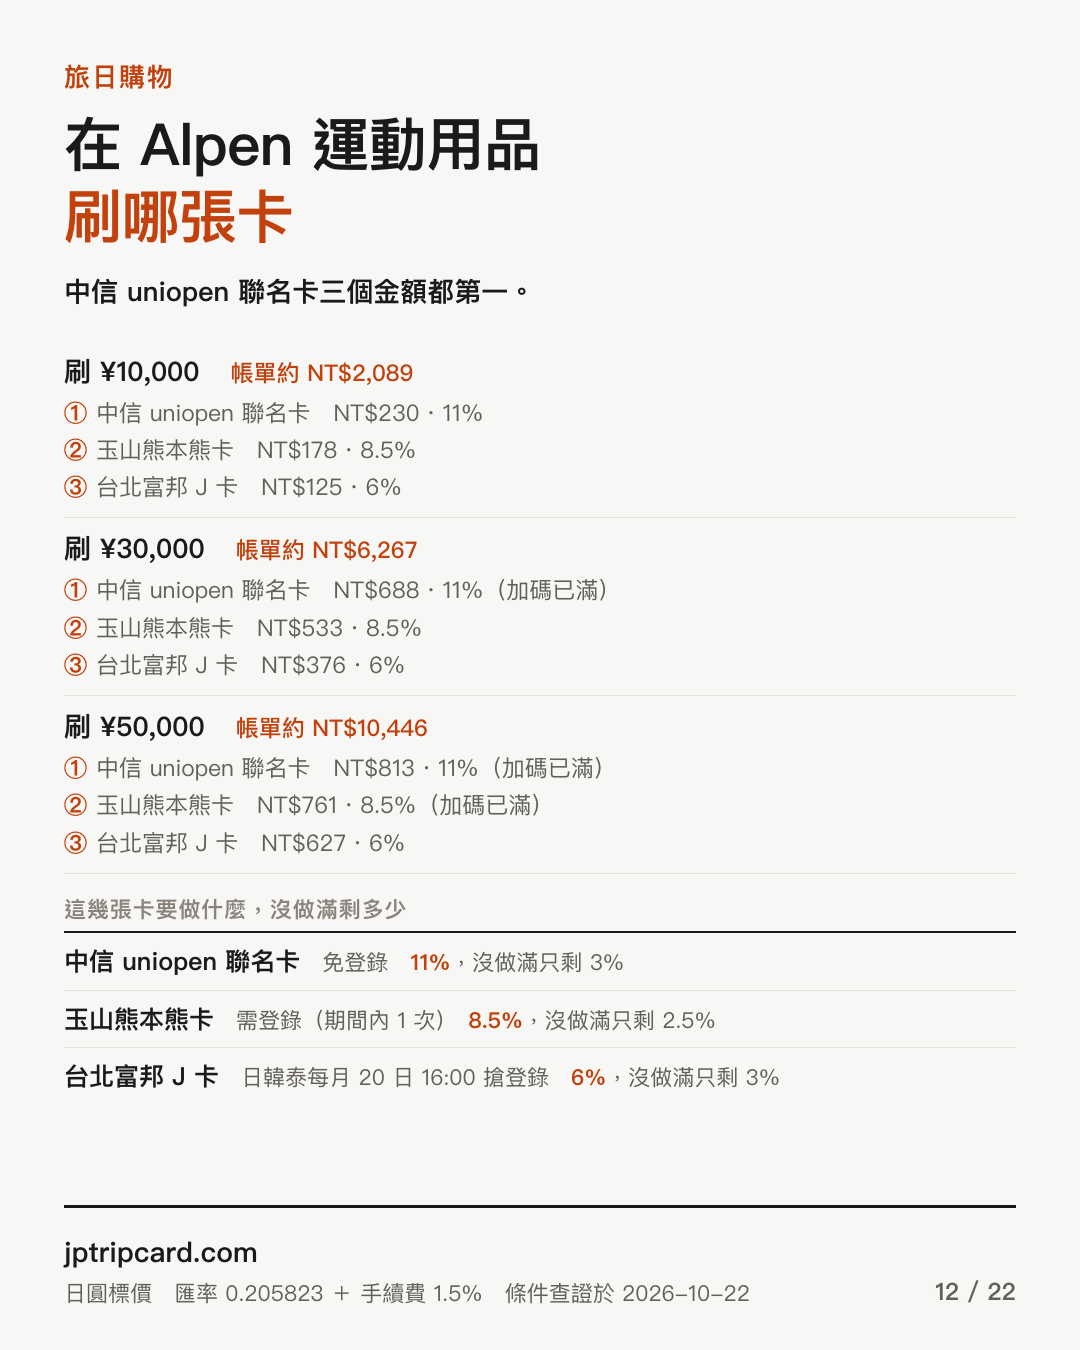 旅日購物
在 Alpen 運動用品
刷哪張卡
中信 uniopen 聯名卡三個金額都第一。
刷 ¥10,000 帳單約 NT$2,089
① 中信 uniopen 聯名卡 NT$230 · 11%
② 玉山熊本熊卡 NT$178 · 8.5%
③ 台北富邦 J 卡 NT$125 · 6%
刷 ¥30,000 帳單約 NT$6,267
① 中信 uniopen 聯名卡 NT$688 · 11%（加碼已滿）
② 玉山熊本熊卡 NT$533 · 8.5%
③ 台北富邦 J 卡 NT$376 · 6%
刷 ¥50,000 帳單約 NT$10,446
① 中信 uniopen 聯名卡 NT$813 · 11%（加碼已滿）
② 玉山熊本熊卡 NT$761 · 8.5%（加碼已滿）
③ 台北富邦 J 卡 NT$627 · 6%
這幾張卡要做什麼，沒做滿剩多少
中信 uniopen 聯名卡 免登錄 11%，沒做滿只剩 3%
玉山熊本熊卡 需登錄（期間內 1 次） 8.5%，沒做滿只剩 2.5%
台北富邦 J 卡 日韓泰每月 20 日 16:00 搶登錄 6%，沒做滿只剩 3%
jptripcard.com
日圓標價 匯率 0.205823 + 手續費 1.5% 條件查證於 2026-10-22 12 / 22